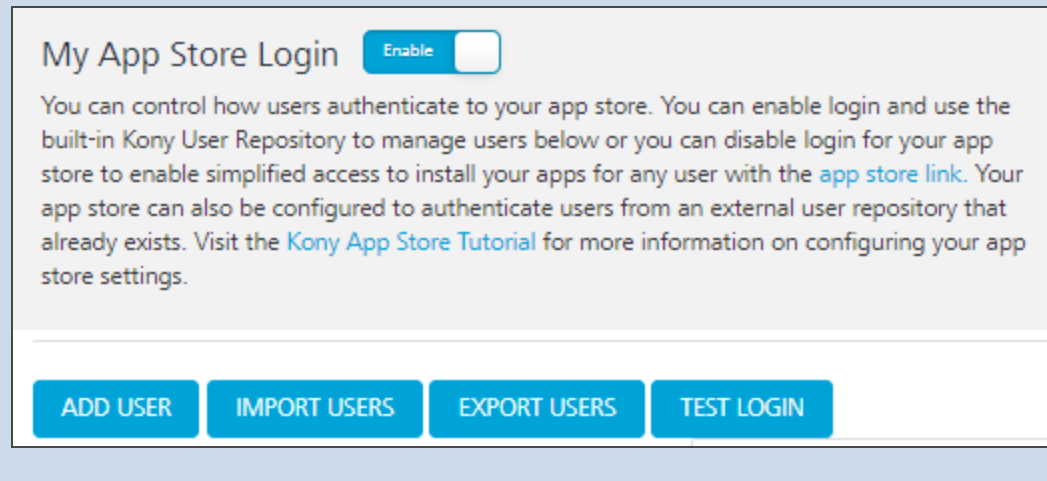 My App Store Login Enable
You can control how users authenticate to your app store. You can enable login and use the
built-in Kony User Repository to manage users below or you can disable login for your app
store to enable simplified access to install your apps for any user with the app store link. Your
app store can also be configured to authenticate users from an external user repository that
already exists. Visit the Kony App Store Tutorial for more information on configuring your app
store settings.
ADD USER IMPORT USERS EXPORT USERS TEST LOGIN